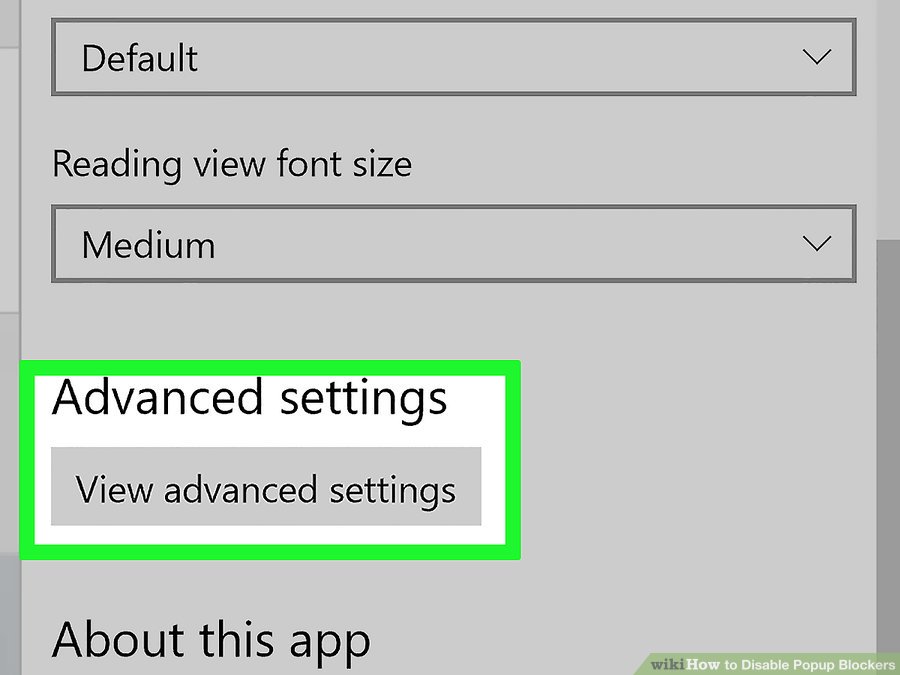 Default
Reading view font size
Medium
Advanced settings
View advanced settings
About this app
wikiHow to Disable Popup Blockers